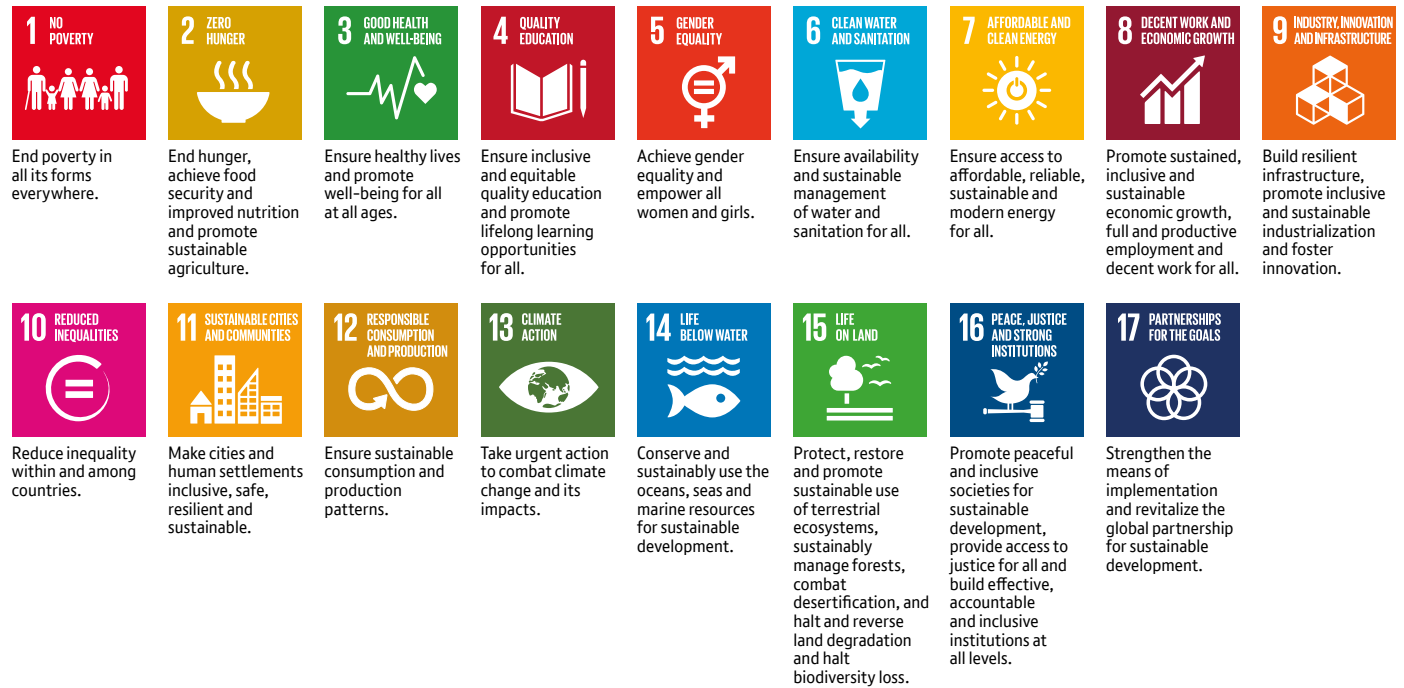 1 NO
POVERTY
End poverty in
all its forms
everywhere.
2 ZERO
HUNGER
End hunger,
achieve food
security and
improved nutrition
and promote
sustainable
agriculture.
3 GOOD HEALTH
AND WELL-BEING
Ensure healthy lives
and promote
well-being for all
at all ages.
4 QUALITY
EDUCATION
Ensure inclusive
and equitable
quality education
and promote
lifelong learning
opportunities
for all.
5 GENDER
EQUALITY
Achieve gender
equality and
empower all
women and girls.
6 CLEAN WATER
AND SANITATION
Ensure availability
and sustainable
management
of water and
sanitation for all.
7 AFFORDABLE AND
CLEAN ENERGY
Ensure access to
affordable, reliable,
sustainable and
modern energy
for all.
8 DECENT WORK AND
ECONOMIC GROWTH
Promote sustained,
inclusive and
sustainable
economic growth,
full and productive
employment and
decent work for all.
9 INDUSTRY, INNOVATION
AND INFRASTRUCTURE
Build resilient
infrastructure,
promote inclusive
and sustainable
industrialization
and foster
innovation.
10 REDUCED
INEQUALITIES
Reduce inequality
within and among
countries.
11 SUSTAINABLE CITIES
AND COMMUNITIES
Make cities and
human settlements
inclusive, safe,
resilient and
sustainable.
12 RESPONSIBLE
CONSUMPTION
AND PRODUCTION
Ensure sustainable
consumption and
production
patterns.
13 CLIMATE
ACTION
Take urgent action
to combat climate
change and its
impacts.
14 LIFE
BELOW WATER
Conserve and
sustainably use the
oceans, seas and
marine resources
for sustainable
development.
15 LIFE
ON LAND
Protect, restore
and promote
sustainable use
of terrestrial
ecosystems,
sustainably
manage forests,
combat
desertification, and
halt and reverse
land degradation
and halt
biodiversity loss.
16 PEACE, JUSTICE
AND STRONG
INSTITUTIONS
Promote peaceful
and inclusive
societies for
sustainable
development,
provide access to
justice for all and
build effective,
accountable
and inclusive
institutions at
all levels.
17 PARTNERSHIPS
FOR THE GOALS
Strengthen the
means of
implementation
and revitalize the
global partnership
for sustainable
development.